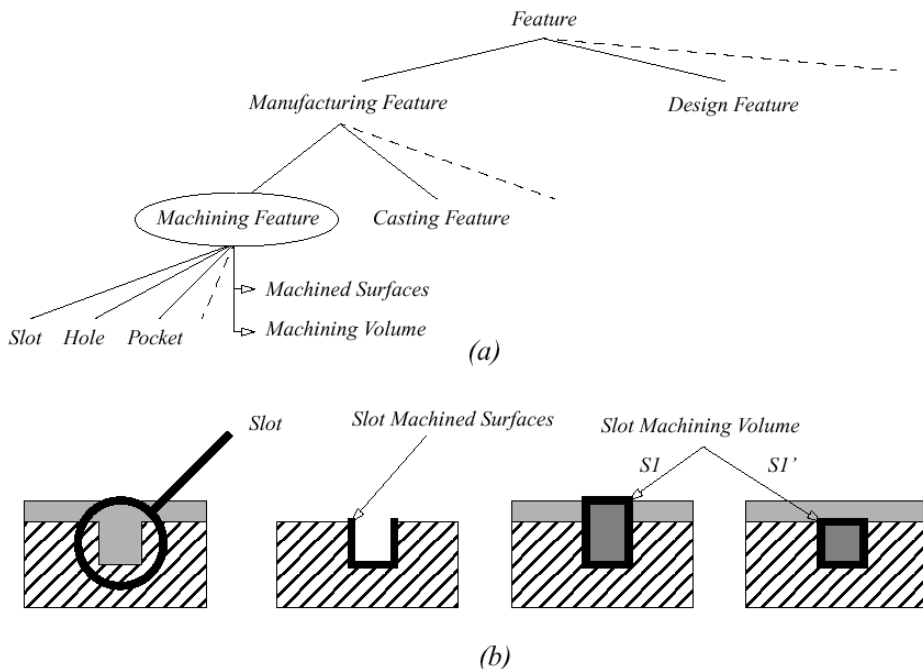 Feature
Manufacturing Feature
Design Feature
Machining Feature
Casting Feature
Machined Surfaces
Slot
Hole
Pocket
Machining Volume
(a)
Slot
Slot Machined Surfaces
Slot Machining Volume
S1
S1’
(b)